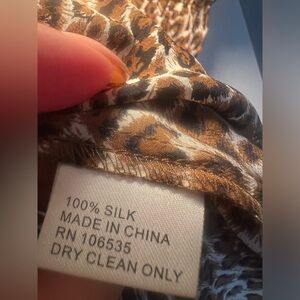 100% SILK
MADE IN CHINA
RN 106535
DRY CLEAN ONLY